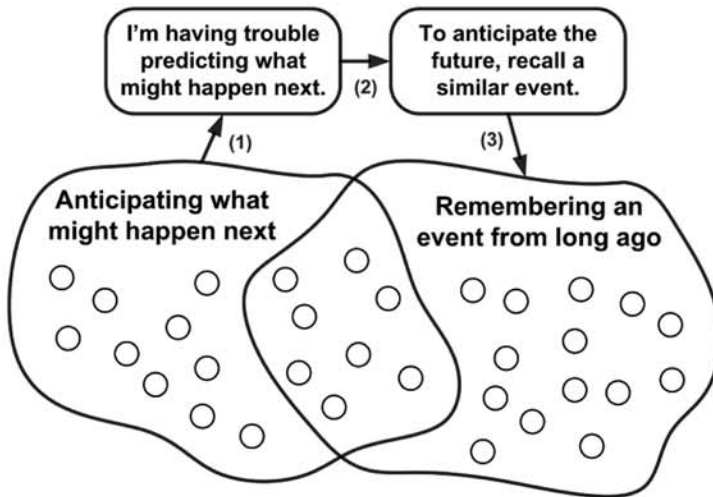 I'm having trouble
predicting what
might happen next.
(2)
To anticipate the
future, recall a
similar event.
(1)
(3)
Anticipating what
might happen next
Remembering an
event from long ago